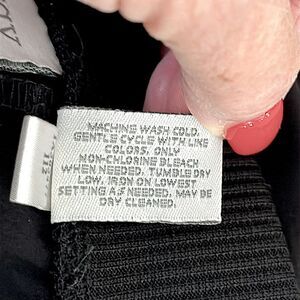 MACHINE WASH COLD,
GENTLE CYCLE WITH LIKE
COLORS. ONLY
NON-CHLORINE BLEACH
WHEN NEEDED. TUMBLE DRY
LOW. IRON ON LOWEST
SETTING AS NEEDED. MAY BE
DRY CLEANED.